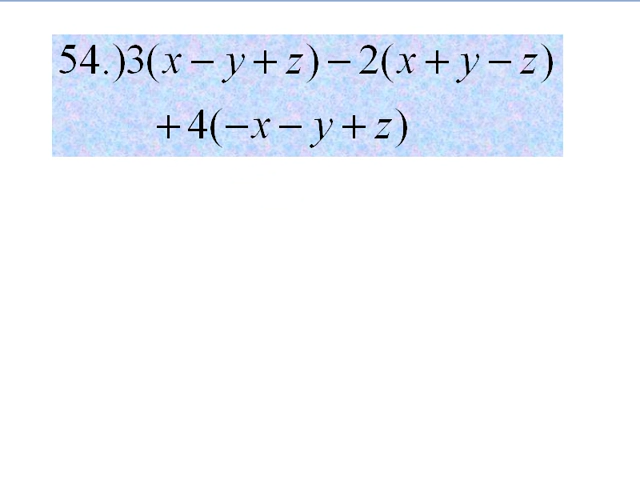 54.)3(x − y + z) − 2(x + y − z)
+ 4(−x − y + z)